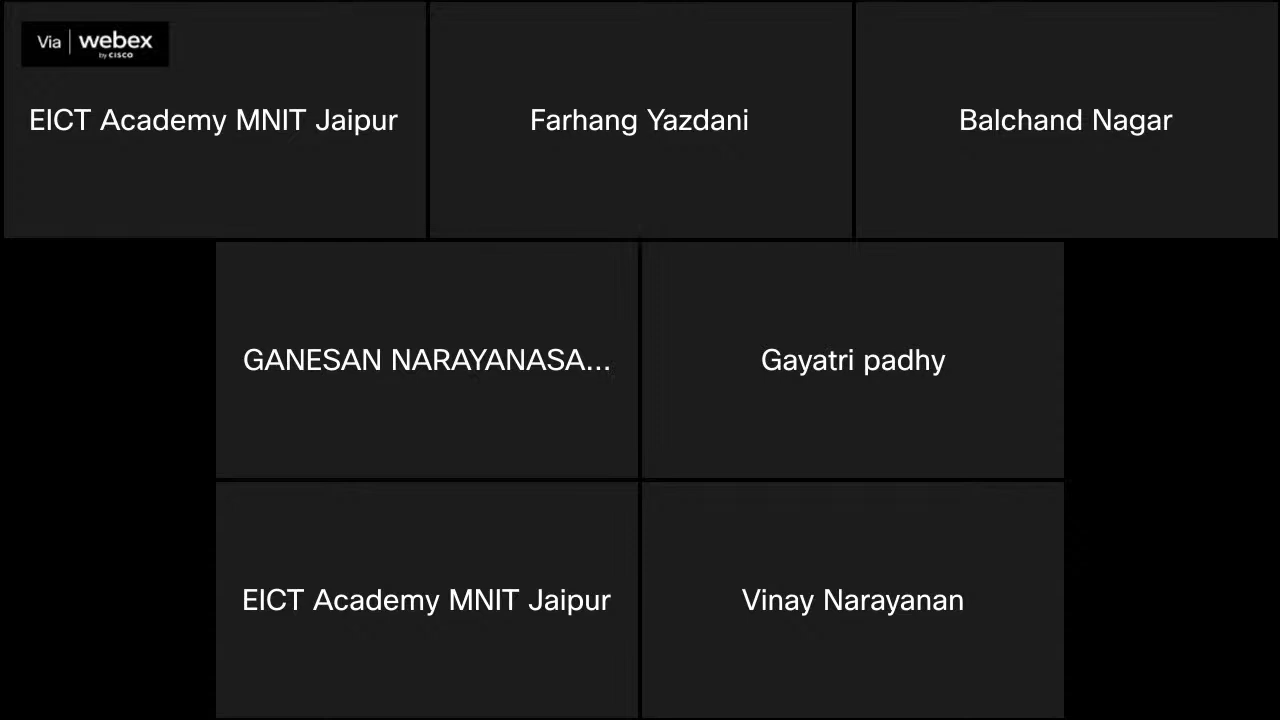 Via | webex
by CISCO
EICT Academy MNIT Jaipur
Farhang Yazdani
Balchand Nagar
GANESAN NARAYANASA...
Gayatri padhy
EICT Academy MNIT Jaipur
Vinay Narayanan